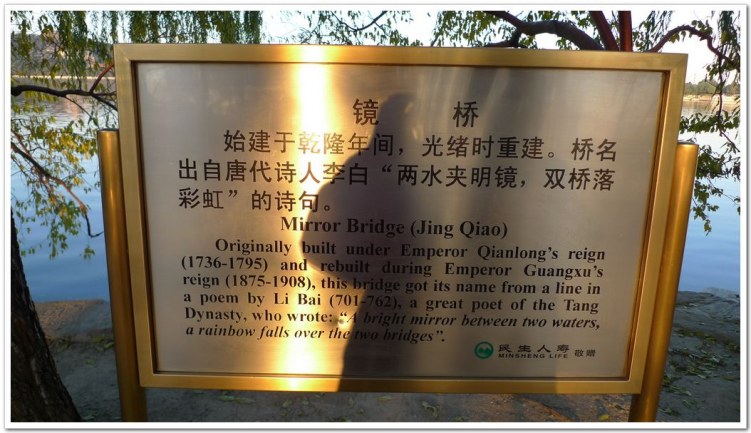 镜 桥
始建于乾隆年间，光绪时重建。桥名
出自唐代诗人李白“两水夹明镜，双桥落
彩虹”的诗句。
Mirror Bridge (Jing Qiao)
Originally built under Emperor Qianlong's reign
(1736-1795) and rebuilt during Emperor Guangxu's
reign (1875-1908), this bridge got its name from a line in
a poem by Li Bai (701-762), a great poet of the Tang
Dynasty, who wrote: “A bright mirror between two waters,
a rainbow falls over the two bridges”.
民生人寿 敬赠
MINSHENG LIFE